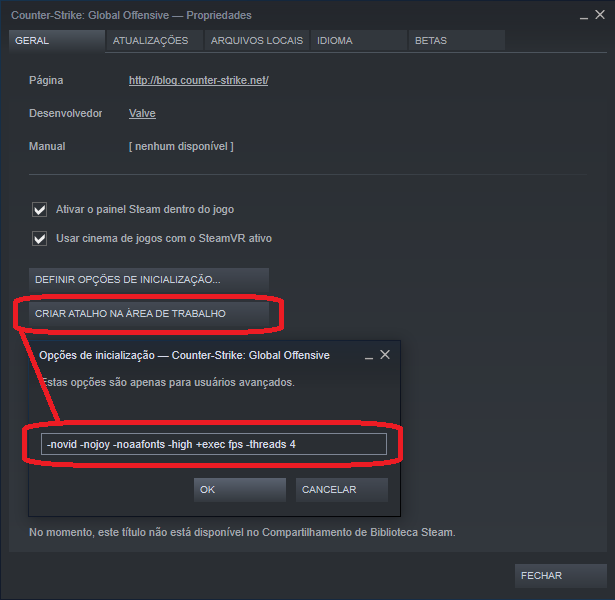 Counter-Strike: Global Offensive — Propriedades
GERAL ATUALIZAÇÕES ARQUIVOS LOCAIS IDIOMA BETAS
Página http://blog.counter-strike.net/
Desenvolvedor Valve
Manual [ nenhum disponível ]
Ativar o painel Steam dentro do jogo
Usar cinema de jogos com o SteamVR ativo
DEFINIR OPÇÕES DE INICIALIZAÇÃO...
CRIAR ATALHO NA ÁREA DE TRABALHO
Opções de inicialização — Counter-Strike: Global Offensive
Estas opções são apenas para usuários avançados.
-novid -nojoy -noaafonts -high +exec fps -threads 4
OK CANCELAR
No momento, este título não está disponível no Compartilhamento de Biblioteca Steam.
FECHAR